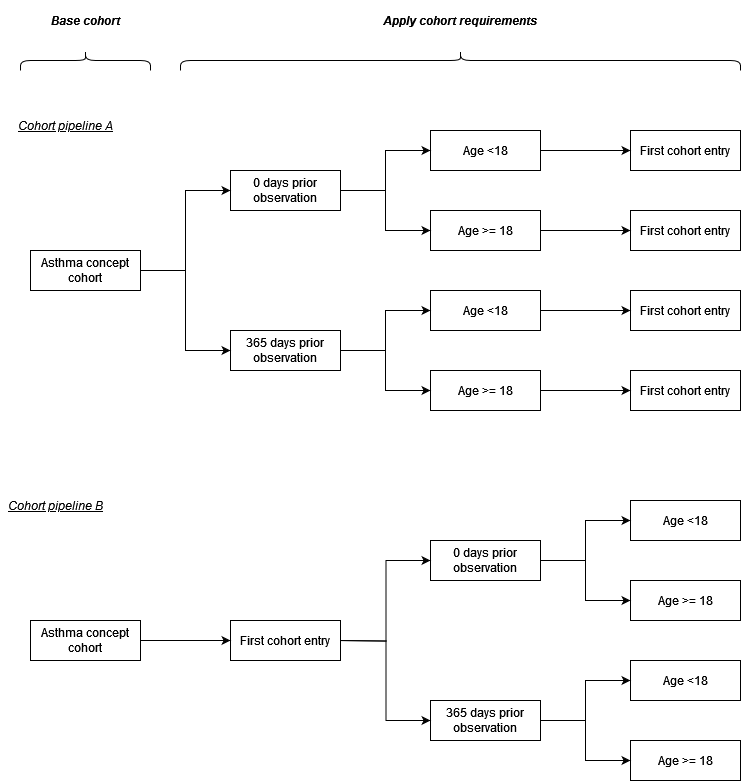 Base cohort
Apply cohort requirements
Cohort pipeline A
Age <18
First cohort entry
0 days prior
observation
Age >= 18
First cohort entry
Asthma concept
cohort
Age <18
First cohort entry
365 days prior
observation
Age >= 18
First cohort entry
Cohort pipeline B
Age <18
0 days prior
observation
Age >= 18
Asthma concept
cohort
First cohort entry
Age <18
365 days prior
observation
Age >= 18